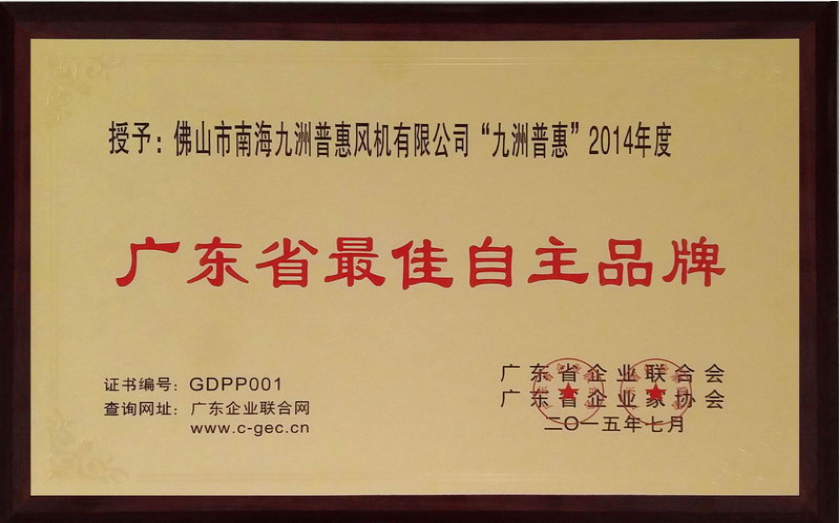 授予：佛山市南海九洲普惠风机有限公司“九洲普惠”2014年度
广东省最佳自主品牌
证书编号：GDPP001
查询网址：广东企业联合网
www.c-gec.cn
广东省企业联合会
广东省企业家协会
二〇一五年七月